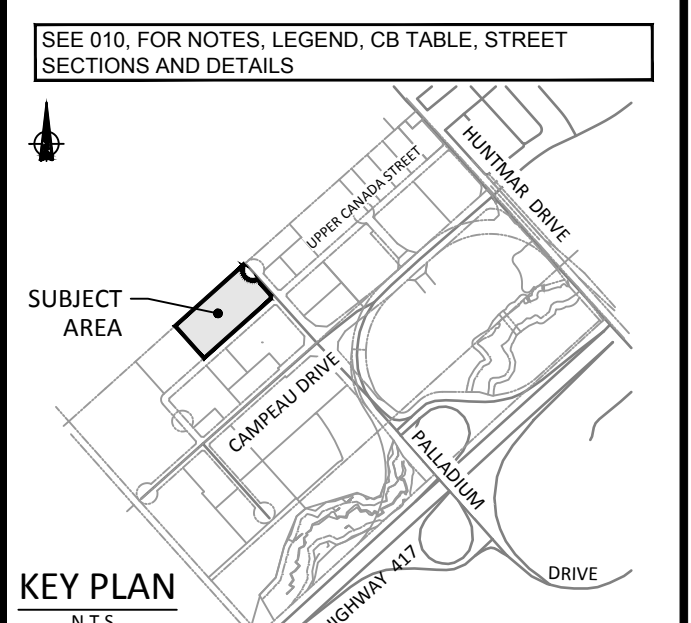 SEE 010, FOR NOTES, LEGEND, CB TABLE, STREET
SECTIONS AND DETAILS
HUNTMAR DRIVE
UPPER CANADA STREET
SUBJECT
AREA
CAMPEAU DRIVE
PALLADIUM
DRIVE
HIGHWAY 417
KEY PLAN
N.T.S.